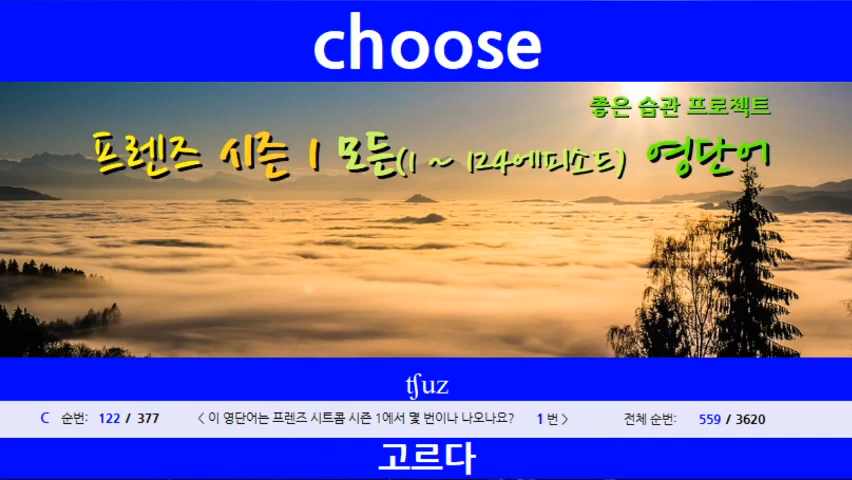 choose
좋은 습관 프로젝트
프렌즈 시즌 1 모든(1 ~ 124에피소드) 영단어
tʃuz
C 순번: 122 / 377 < 이 영단어는 프렌즈 시트콤 시즌 1에서 몇 번이나 나오나요? 1 번 > 전체 순번: 559 / 3620
고르다